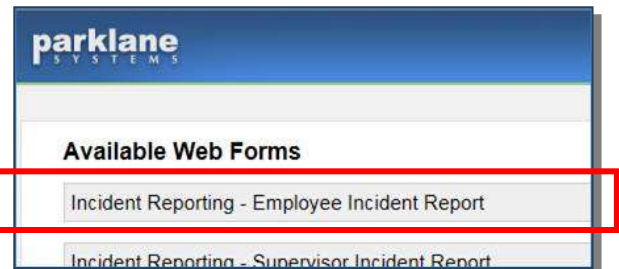 parklane
SYSTEMS
Available Web Forms
Incident Reporting - Employee Incident Report
Incident Reporting - Supervisor Incident Report